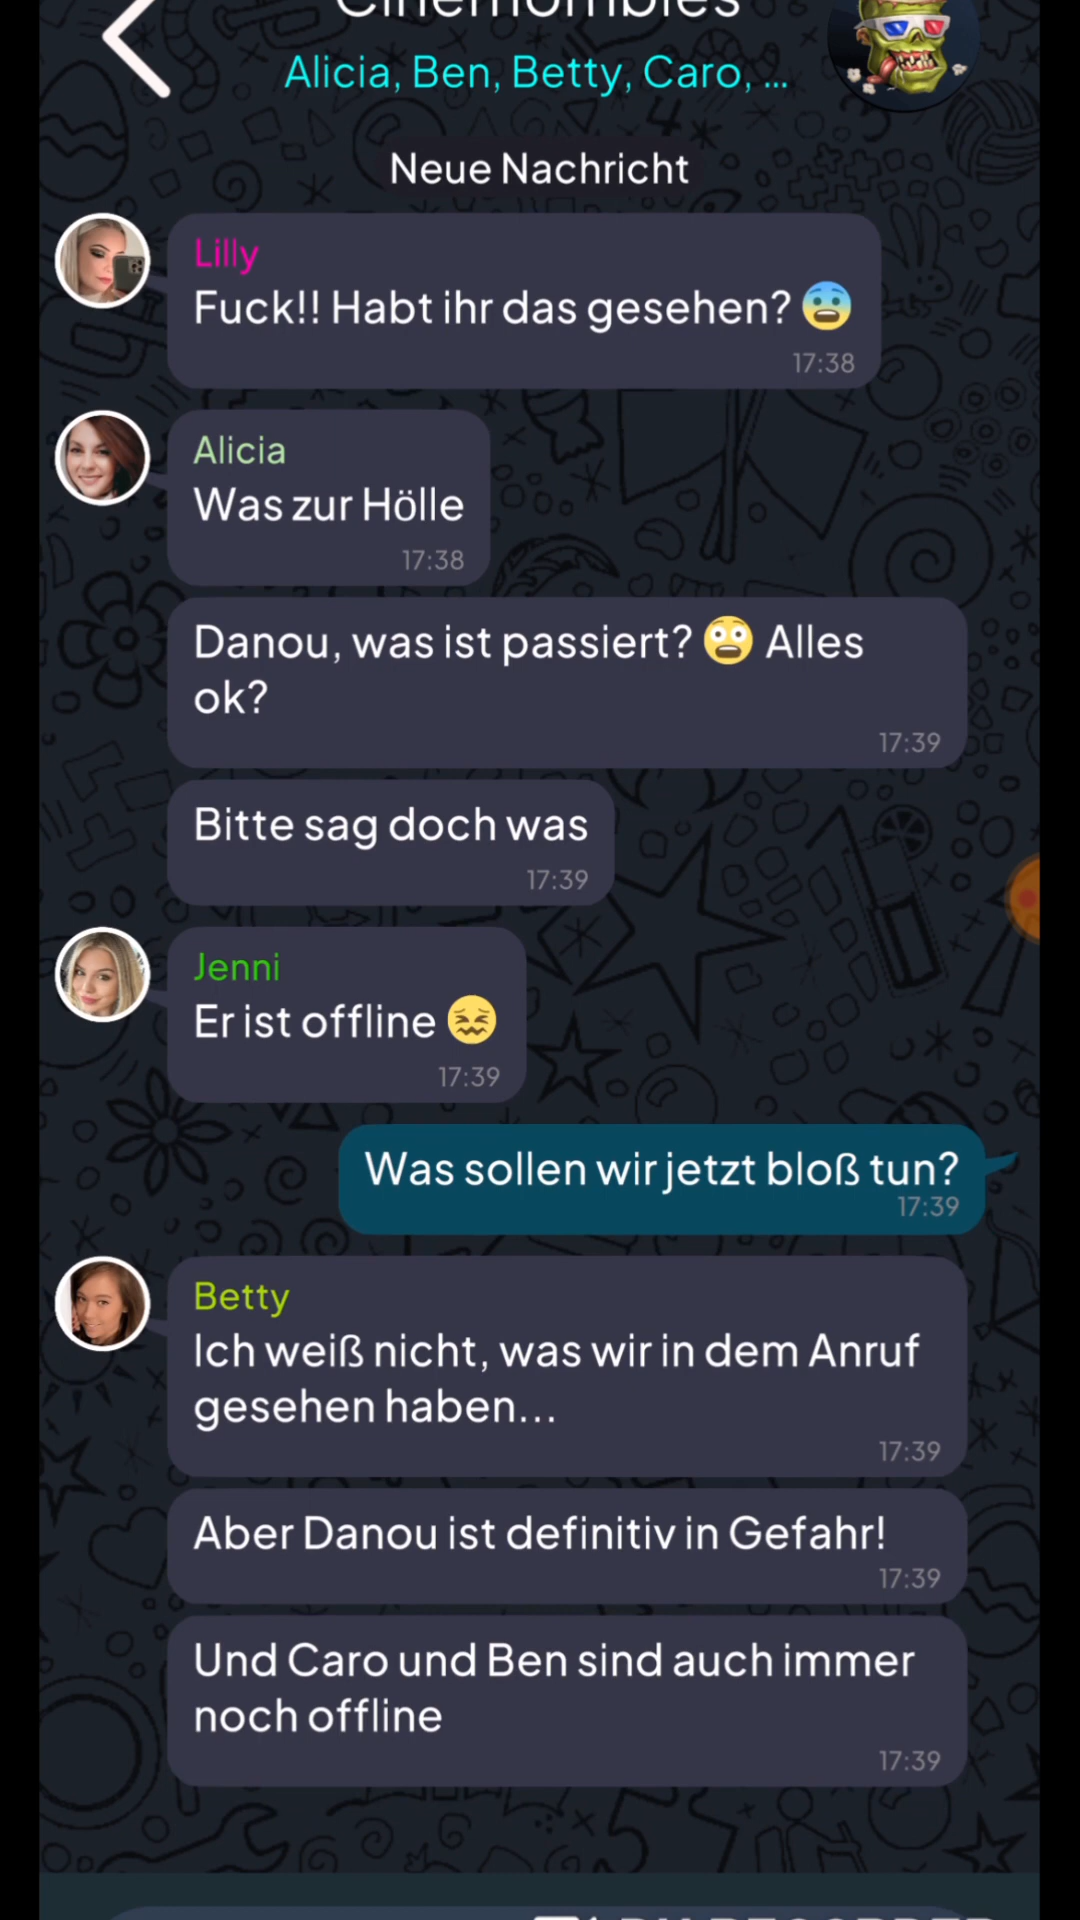 Cinemombies
Alicia, Ben, Betty, Caro, ...
Neue Nachricht
Lilly
Fuck!! Habt ihr das gesehen? 😨
17:38
Alicia
Was zur Hölle
17:38
Danou, was ist passiert? 😨 Alles
ok?
17:39
Bitte sag doch was
17:39
Jenni
Er ist offline 😖
17:39
Was sollen wir jetzt bloß tun?
17:39
Betty
Ich weiß nicht, was wir in dem Anruf
gesehen haben...
17:39
Aber Danou ist definitiv in Gefahr!
17:39
Und Caro und Ben sind auch immer
noch offline
17:39